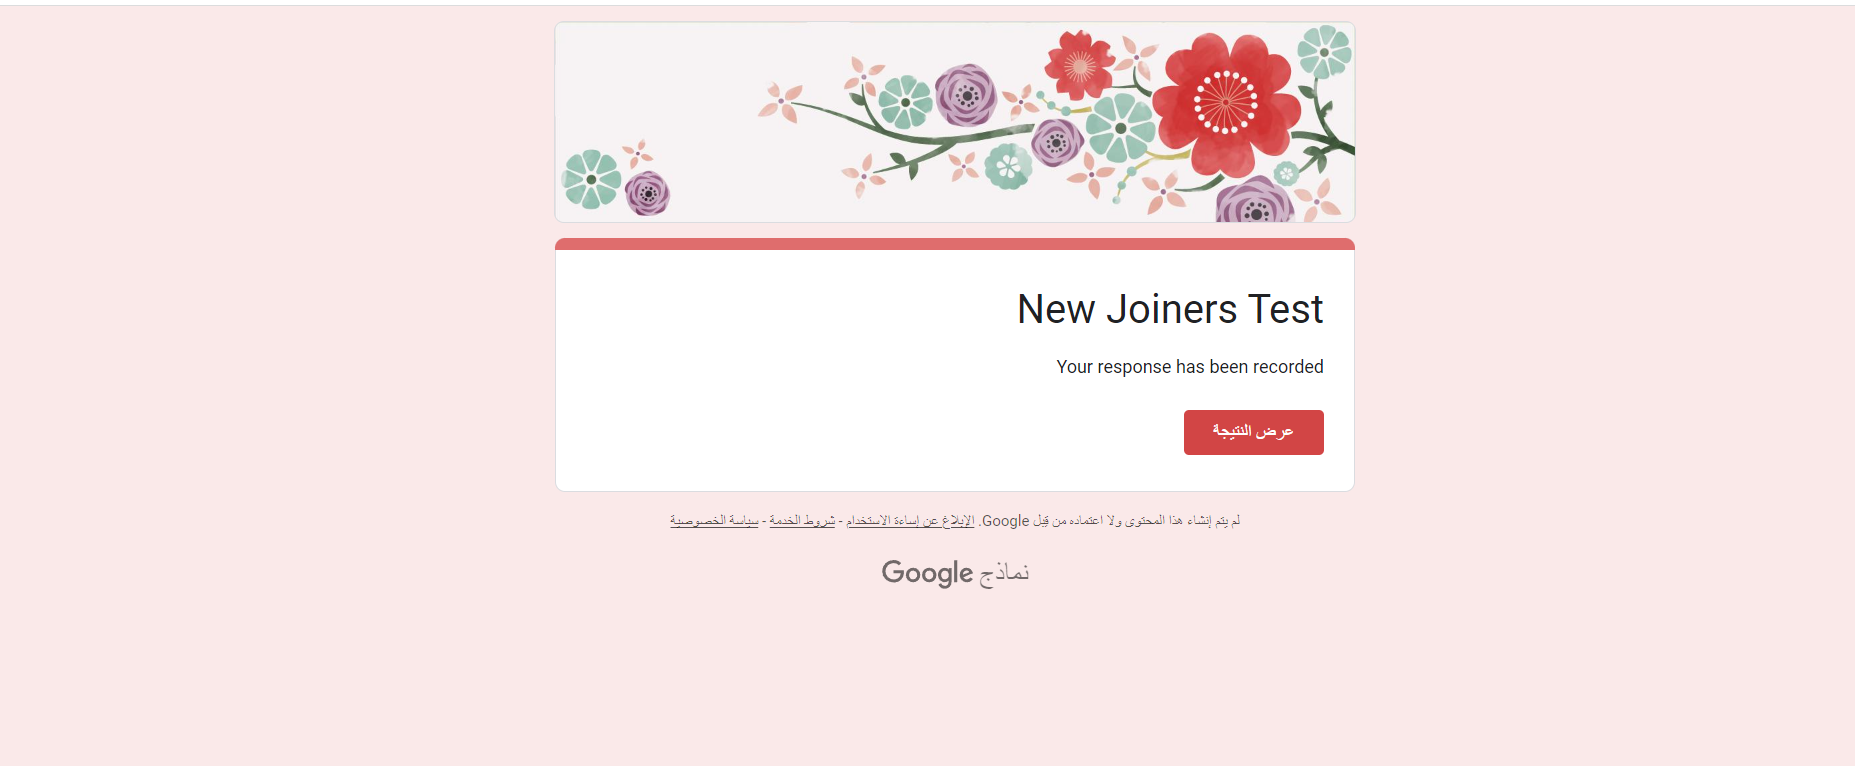 New Joiners Test
Your response has been recorded
عرض النتيجة
لم يتم إنشاء هذا المحتوى ولا اعتماده من قِبل Google. الإبلاغ عن إساءة الاستخدام - شروط الخدمة - سياسة الخصوصية
نماذج Google